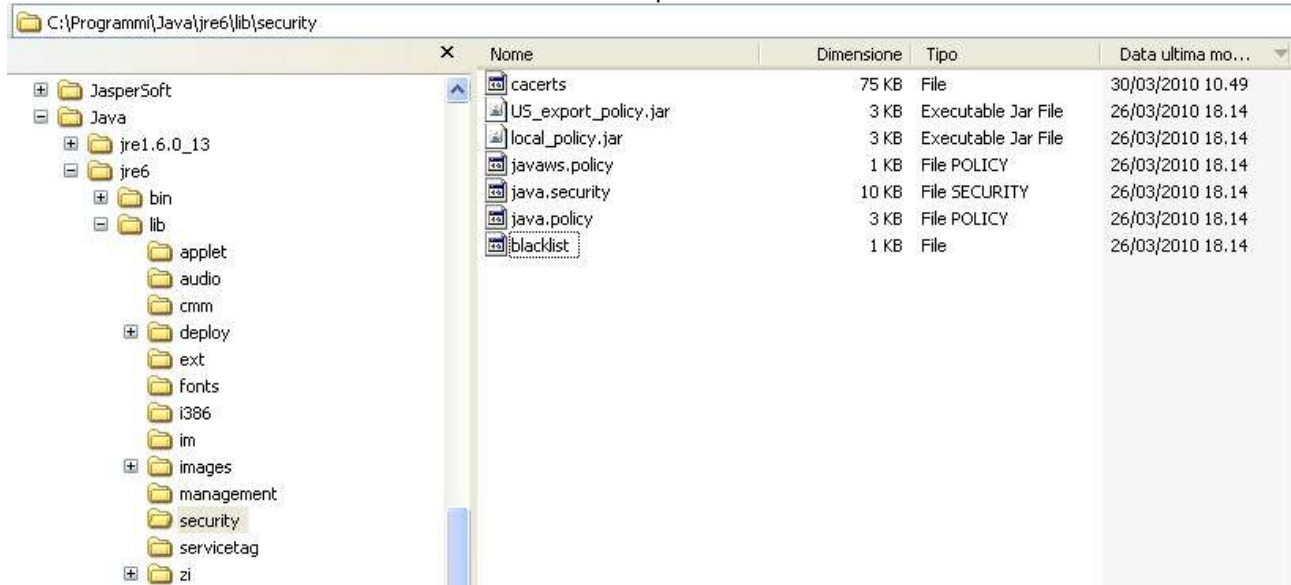 C:\Programmi\Java\jre6\lib\security
JasperSoft
Java
jre1.6.0_13
jre6
bin
lib
applet
audio
cmm
deploy
ext
fonts
i386
im
images
management
security
servicetag
zi
Nome Dimensione Tipo Data ultima mo...
cacerts 75 KB File 30/03/2010 10.49
US_export_policy.jar 3 KB Executable Jar File 26/03/2010 18.14
local_policy.jar 3 KB Executable Jar File 26/03/2010 18.14
javaws.policy 1 KB File POLICY 26/03/2010 18.14
java.security 10 KB File SECURITY 26/03/2010 18.14
java.policy 3 KB File POLICY 26/03/2010 18.14
blacklist 1 KB File 26/03/2010 18.14